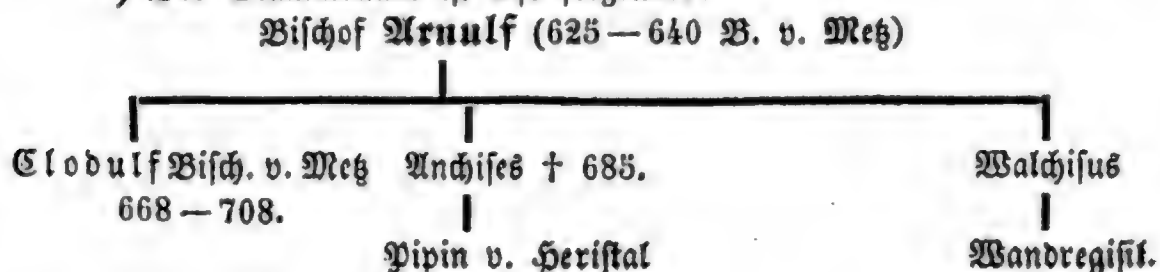 Bischof Arnulf (625 — 640 B. v. Metz)
Clodulf Bisch. v. Metz Anchises † 685. Walchisus
668 — 708.
Pipin v. Heristal Wandregisil.